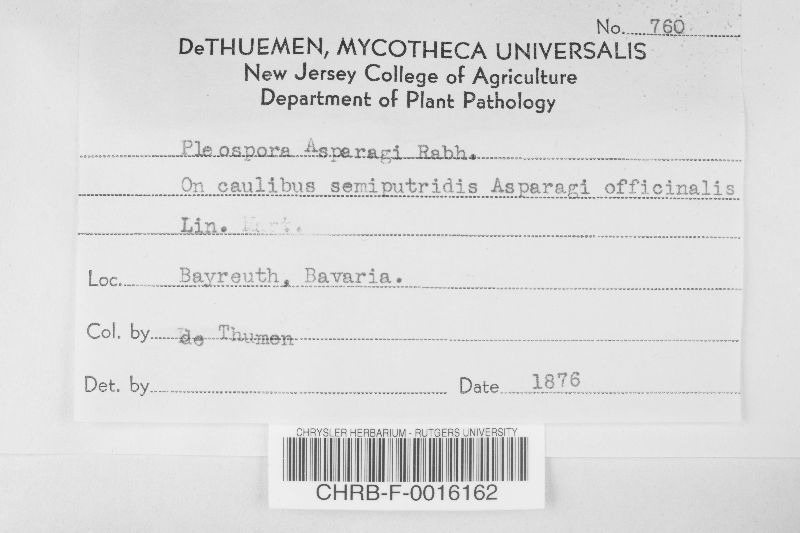 No. 760
DeTHUEMEN, MYCOTHECA UNIVERSALIS
New Jersey College of Agriculture
Department of Plant Pathology
Pleospora Asparagi Rabh.
On caulibus semiputridis Asparagi officinalis
Lin. Hort.
Loc. Bayreuth, Bavaria.
Col. by de Thumen
Det. by
Date 1876
CHRYSLER HERBARIUM - RUTGERS UNIVERSITY
CHRB-F-0016162